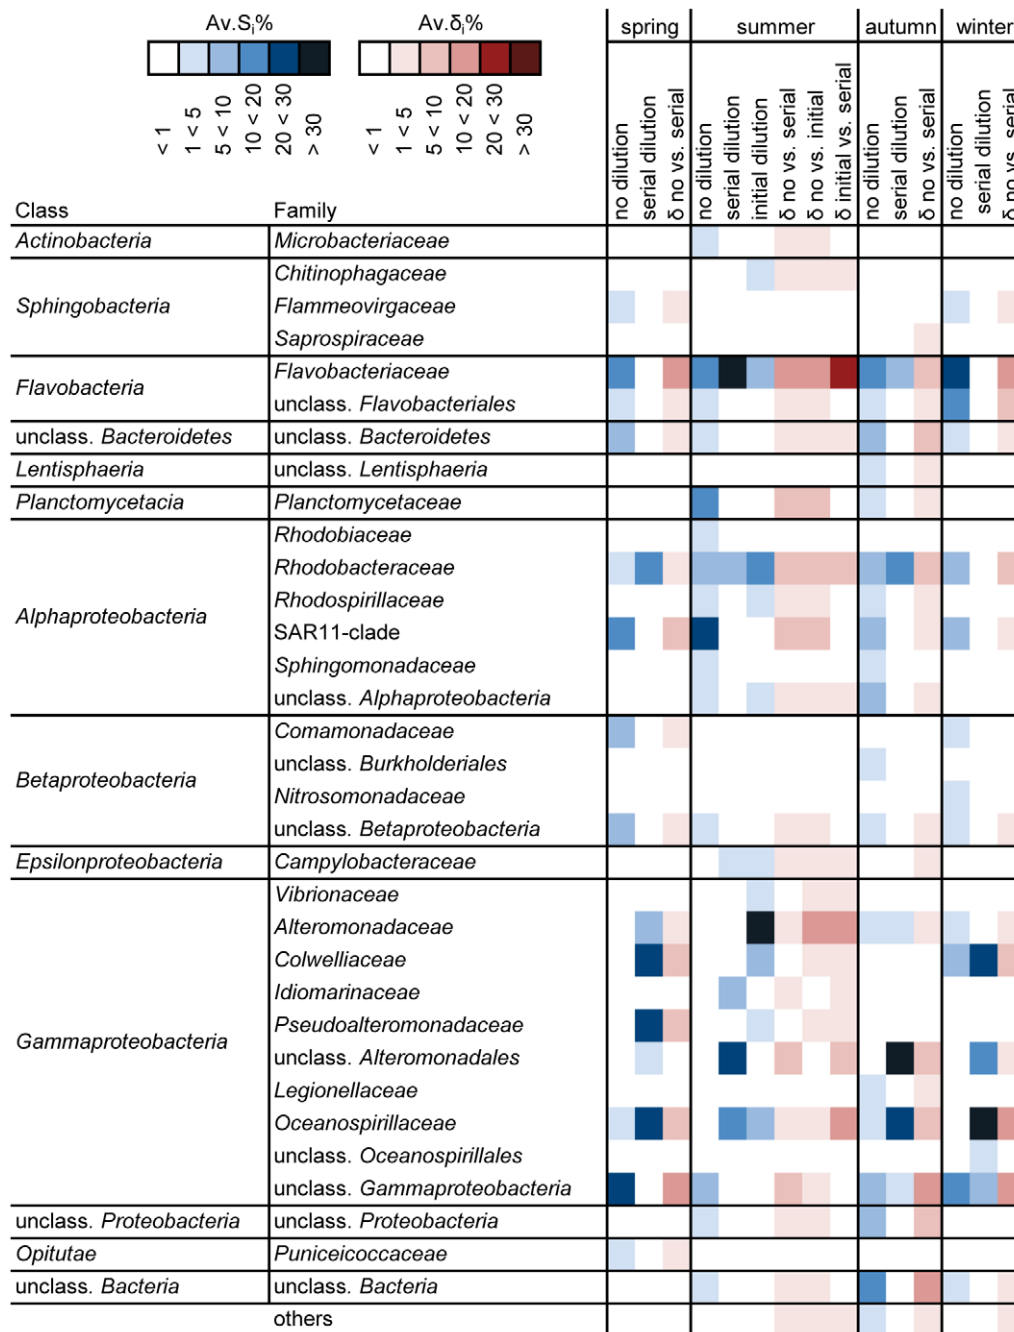 Av.Sᵢ%
Av.δᵢ%
spring
summer
autumn
winter
< 1
1 < 5
5 < 10
10 < 20
20 < 30
> 30
< 1
1 < 5
5 < 10
10 < 20
20 < 30
> 30
no dilution
serial dilution
δ no vs. serial
no dilution
serial dilution
initial dilution
δ no vs. serial
δ no vs. initial
δ initial vs. serial
no dilution
serial dilution
δ no vs. serial
no dilution
serial dilution
δ no vs. serial
Class Family
Actinobacteria Microbacteriaceae
Chitinophagaceae
Sphingobacteria Flammeovirgaceae
Saprospiraceae
Flavobacteria Flavobacteriaceae
unclass. Flavobacteriales
unclass. Bacteroidetes unclass. Bacteroidetes
Lentisphaeria unclass. Lentisphaeria
Planctomycetacia Planctomycetaceae
Rhodobiaceae
Rhodobacteraceae
Alphaproteobacteria Rhodospirillaceae
SAR11-clade
Sphingomonadaceae
unclass. Alphaproteobacteria
Comamonadaceae
Betaproteobacteria unclass. Burkholderiales
Nitrosomonadaceae
unclass. Betaproteobacteria
Epsilonproteobacteria Campylobacteraceae
Vibrionaceae
Alteromonadaceae
Colwelliaceae
Idiomarinaceae
Gammaproteobacteria Pseudoalteromonadaceae
unclass. Alteromonadales
Legionellaceae
Oceanospirillaceae
unclass. Oceanospirillales
unclass. Gammaproteobacteria
unclass. Proteobacteria unclass. Proteobacteria
Opitutae Puniceicoccaceae
unclass. Bacteria unclass. Bacteria
others